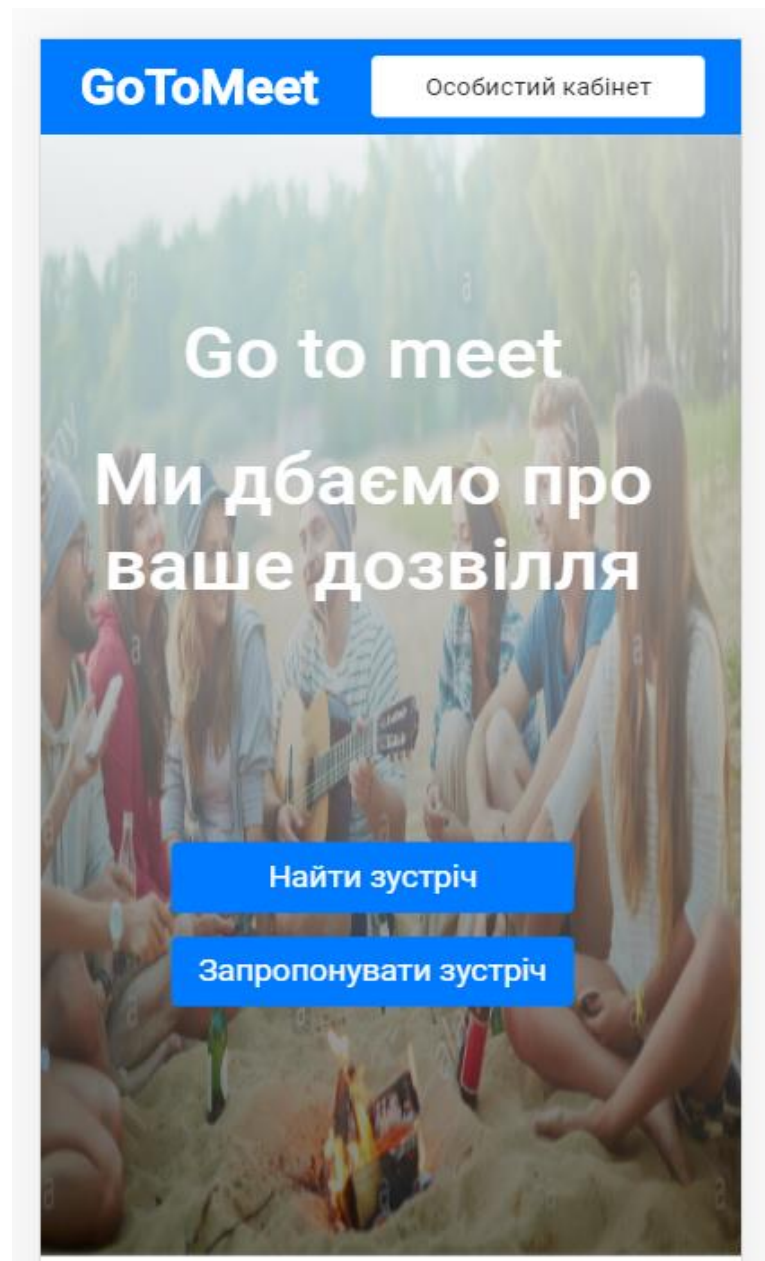 GoToMeet
Особистий кабінет
Go to meet
Ми дбаємо про
ваше дозвілля
Найти зустріч
Запропонувати зустріч